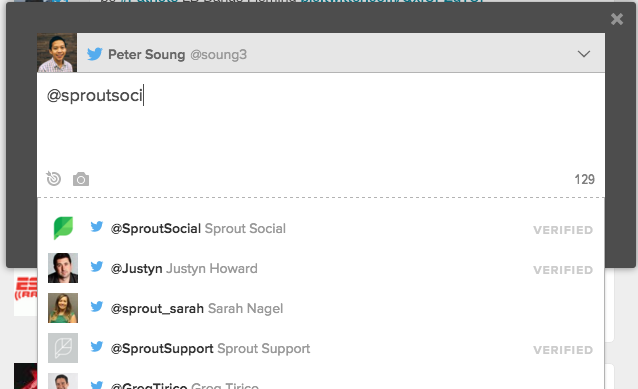 Peter Soung @soung3
@sproutsoci
129
@SproutSocial Sprout Social VERIFIED
@Justyn Justyn Howard VERIFIED
@sprout_sarah Sarah Nagel
@SproutSupport Sprout Support VERIFIED
@GregTirico Greg Tirico